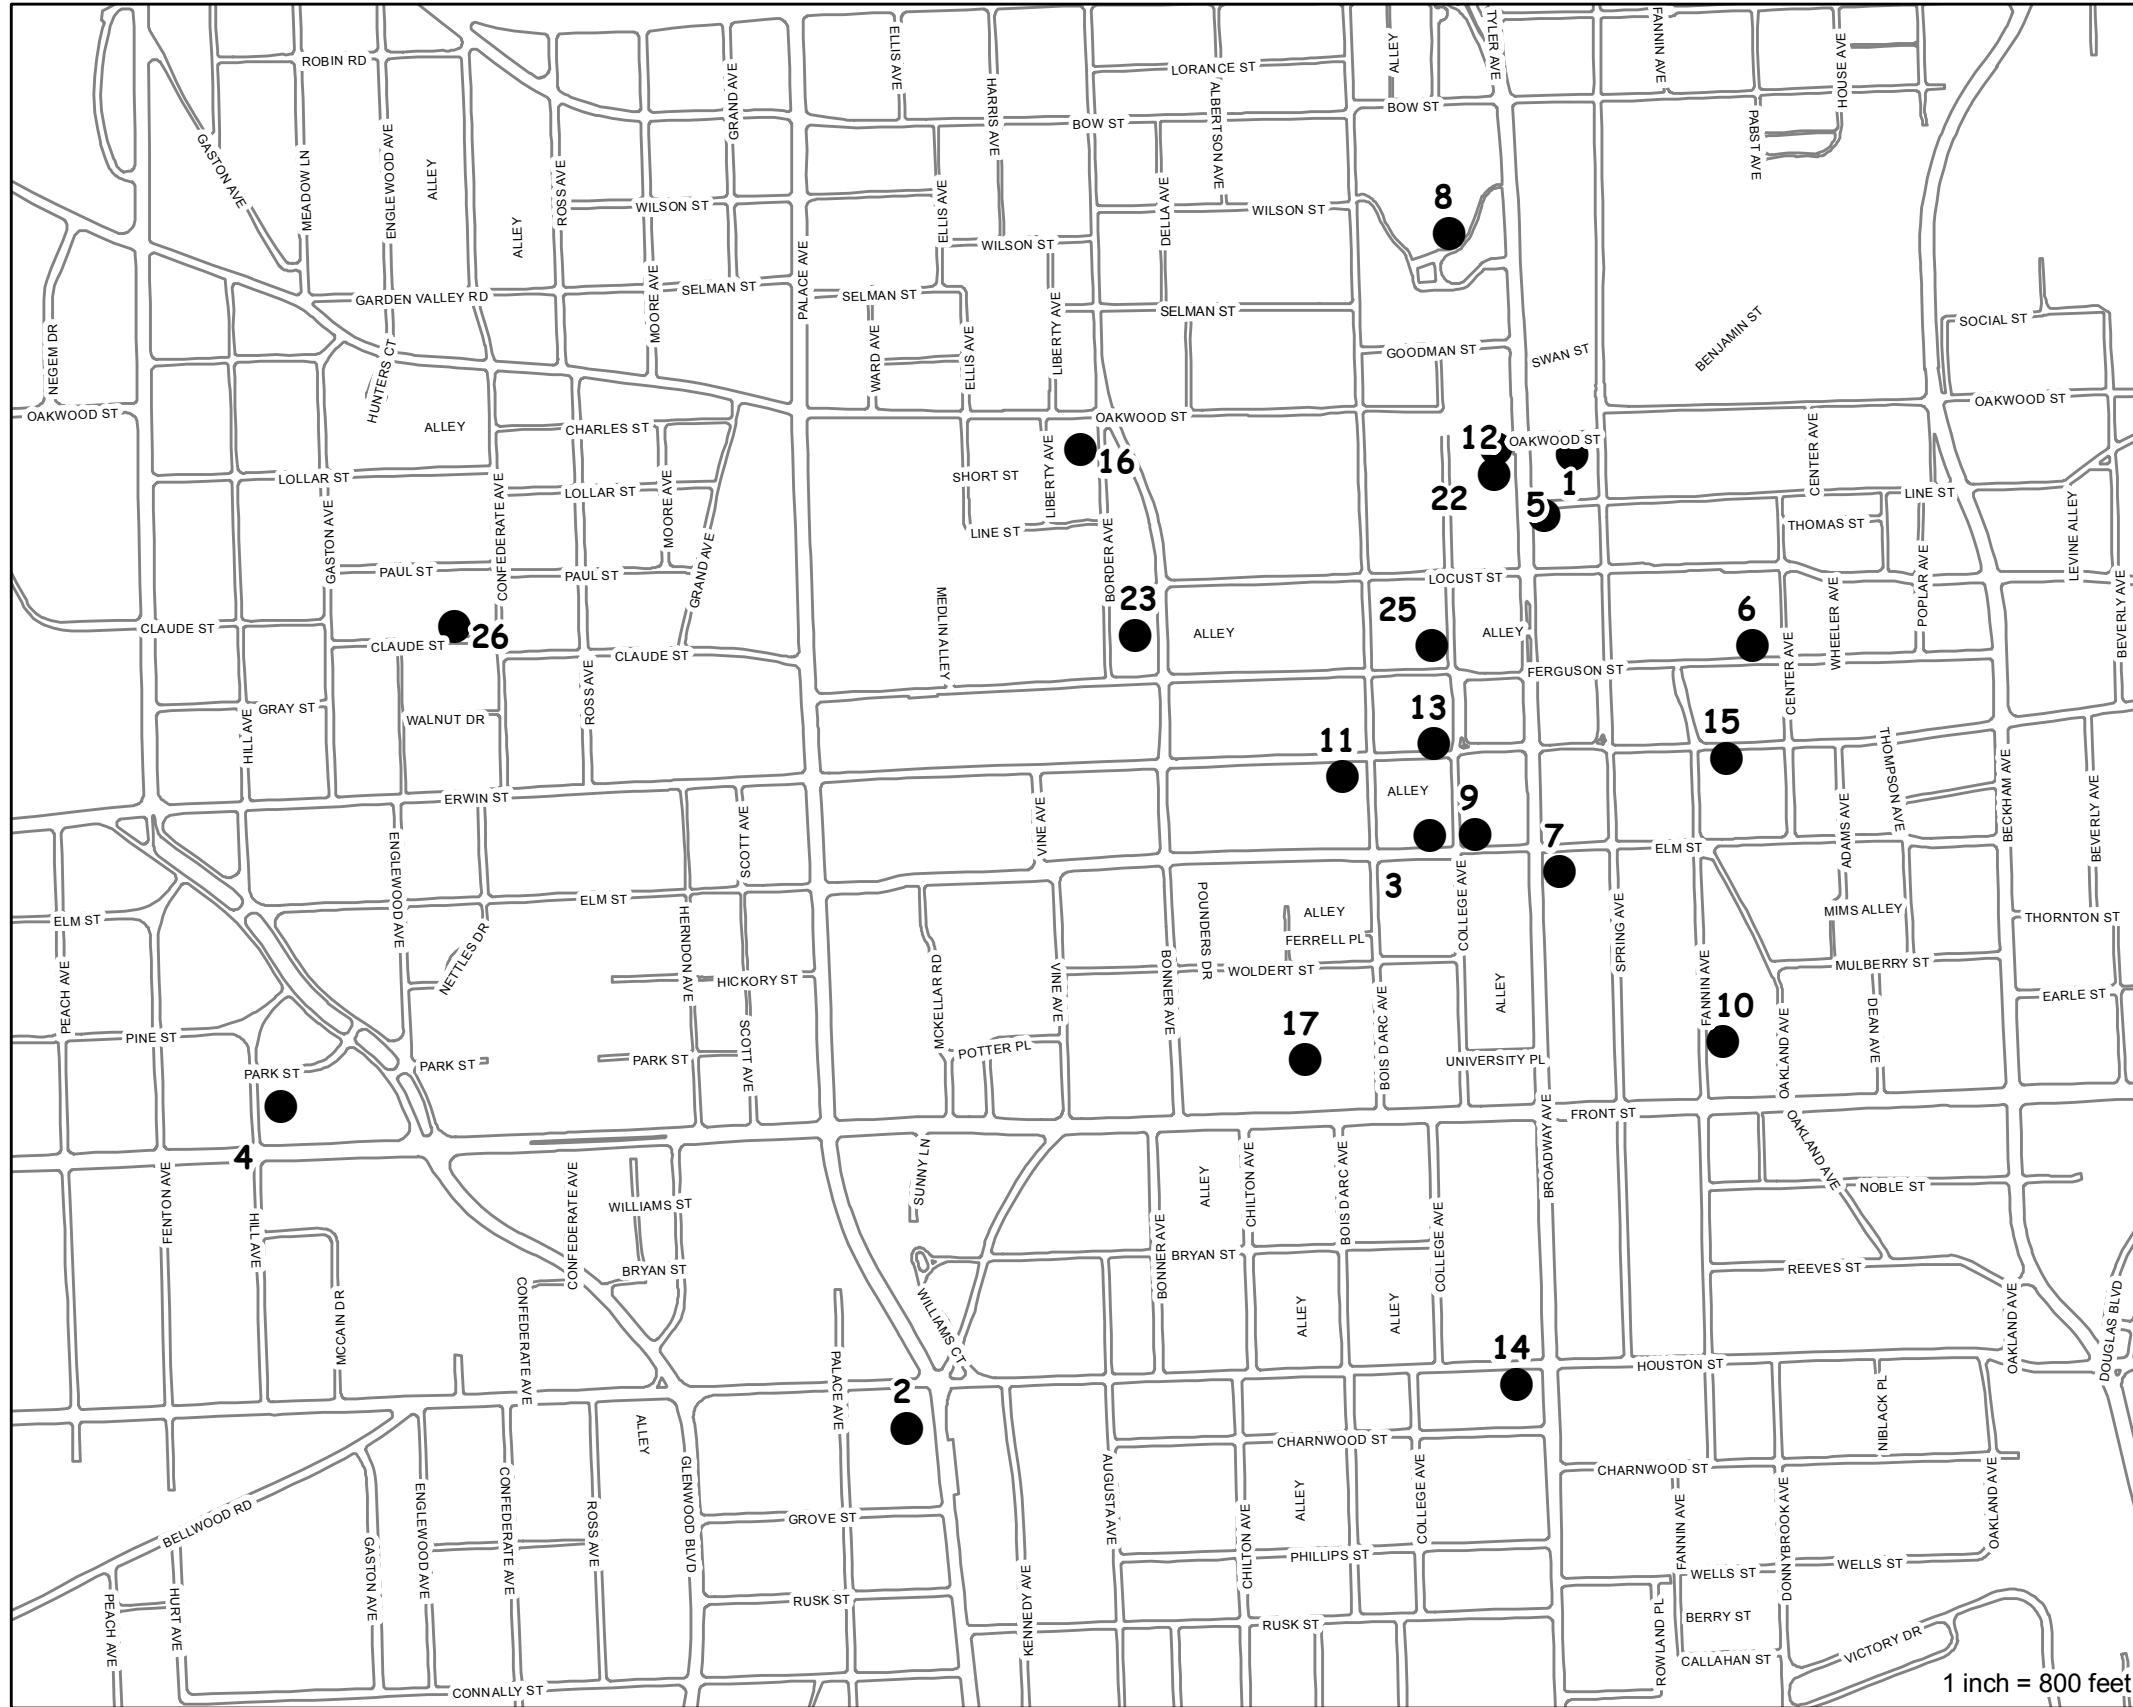 ROBIN RD
ELLIS AVE
LORANCE ST
ALLEY
TYLER AVE
FANNIN AVE
HOUSE AVE
GRAND AVE
HARRIS AVE
ALBERTSON AVE
BOW ST
BOW ST
PABST AVE
GASTON AVE
MEADOW LN
ENGLEWOOD AVE
ALLEY
ROSS AVE
WILSON ST
ELLIS AVE
DELLA AVE
WILSON ST
8
ALLEY
PALACE AVE
WILSON ST
GARDEN VALLEY RD
MOORE AVE
SELMAN ST
SELMAN ST
LIBERTY AVE
SELMAN ST
SOCIAL ST
NEGEM DR
HUNTERS CT
WARD AVE
ELLIS AVE
GOODMAN ST
SWAN ST
BENJAMIN ST
OAKWOOD ST
ALLEY
CHARLES ST
OAKWOOD ST
12
OAKWOOD ST
CENTER AVE
OAKWOOD ST
LOLLAR ST
LOLLAR ST
MOORE AVE
SHORT ST
LIBERTY AVE
16
22
5
1
LINE ST
GASTON AVE
CONFEDERATE AVE
LINE ST
THOMAS ST
LEVINE ALLEY
PAUL ST
PAUL ST
GRAND AVE
BORDER AVE
LOCUST ST
POPLAR AVE
MEDLIN ALLEY
23
25
6
WHEELER AVE
BEVERLY AVE
CLAUDE ST
CLAUDE ST
26
CLAUDE ST
ALLEY
ALLEY
FERGUSON ST
CENTER AVE
HILL AVE
GRAY ST
WALNUT DR
ROSS AVE
13
15
11
THOMPSON AVE
ERWIN ST
SCOTT AVE
VINE AVE
ALLEY
9
7
ADAMS AVE
BECKHAM AVE
BEVERLY AVE
ELM ST
ENGLEWOOD AVE
ELM ST
ELM ST
HERNDON AVE
POUNDERS DR
ALLEY
3
COLLEGE AVE
SPRING AVE
MIMS ALLEY
THORNTON ST
NETTLES DR
FERRELL PL
PEACH AVE
HICKORY ST
MCKELLAR RD
VINE AVE
BONNER AVE
WOLDERT ST
ALLEY
FANNIN AVE
MULBERRY ST
EARLE ST
PINE ST
SCOTT AVE
17
BOIS D ARC AVE
10
OAKLAND AVE
DEAN AVE
PARK ST
PARK ST
PARK ST
POTTER PL
UNIVERSITY PL
4
FRONT ST
BROADWAY AVE
OAKLAND AVE
FENTON AVE
HILL AVE
CONFEDERATE AVE
WILLIAMS ST
SUNNY LN
ALLEY
CHILTON AVE
BOIS D ARC AVE
COLLEGE AVE
NOBLE ST
BRYAN ST
BONNER AVE
BRYAN ST
REEVES ST
MCCAIN DR
CONFEDERATE AVE
WILLIAMS CT
ALLEY
ALLEY
OAKLAND AVE
DOUGLAS BLVD
PALACE AVE
2
14
HOUSTON ST
NIBLACK PL
ALLEY
CHARNWOOD ST
CHARNWOOD ST
BELLWOOD RD
GASTON AVE
ENGLEWOOD AVE
CONFEDERATE AVE
ROSS AVE
GLENWOOD BLVD
GROVE ST
AUGUSTA AVE
CHILTON AVE
ALLEY
COLLEGE AVE
FANNIN AVE
DONNYBROOK AVE
OAKLAND AVE
PHILLIPS ST
WELLS ST
WELLS ST
PEACH AVE
HURT AVE
RUSK ST
KENNEDY AVE
RUSK ST
ROWLAND PL
BERRY ST
VICTORY DR
CALLAHAN ST
CONNALLY ST
1 inch = 800 feet